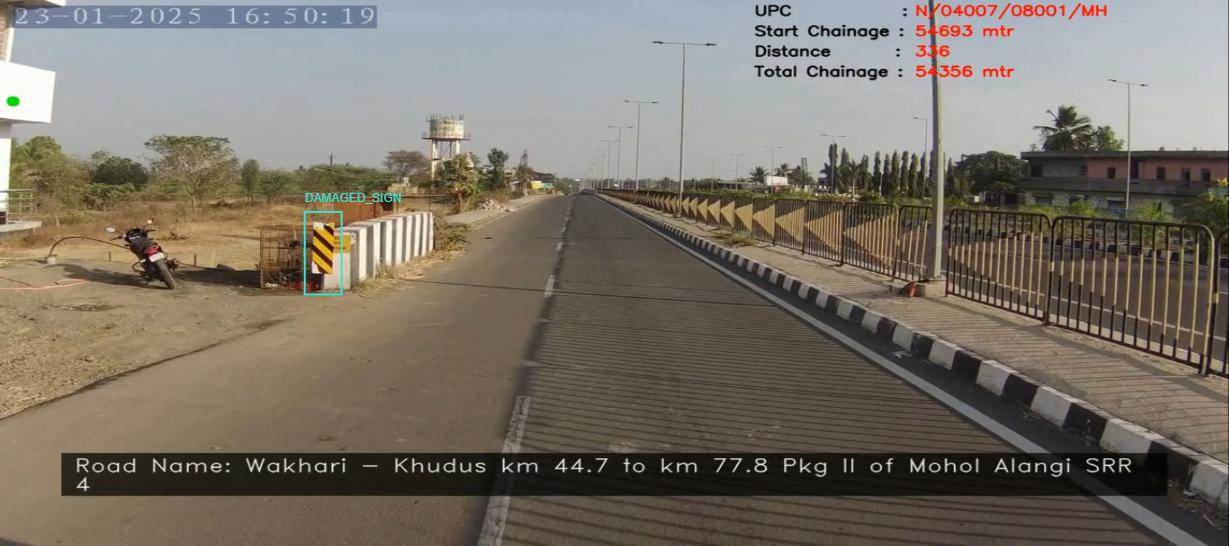 23-01-2025 16:50:19
UPC : N/04007/08001/MH
Start Chainage : 54693 mtr
Distance : 336
Total Chainage : 54356 mtr
DAMAGED_SIGN
Road Name: Wakhari – Khudus km 44.7 to km 77.8 Pkg II of Mohol Alangi SRR
4